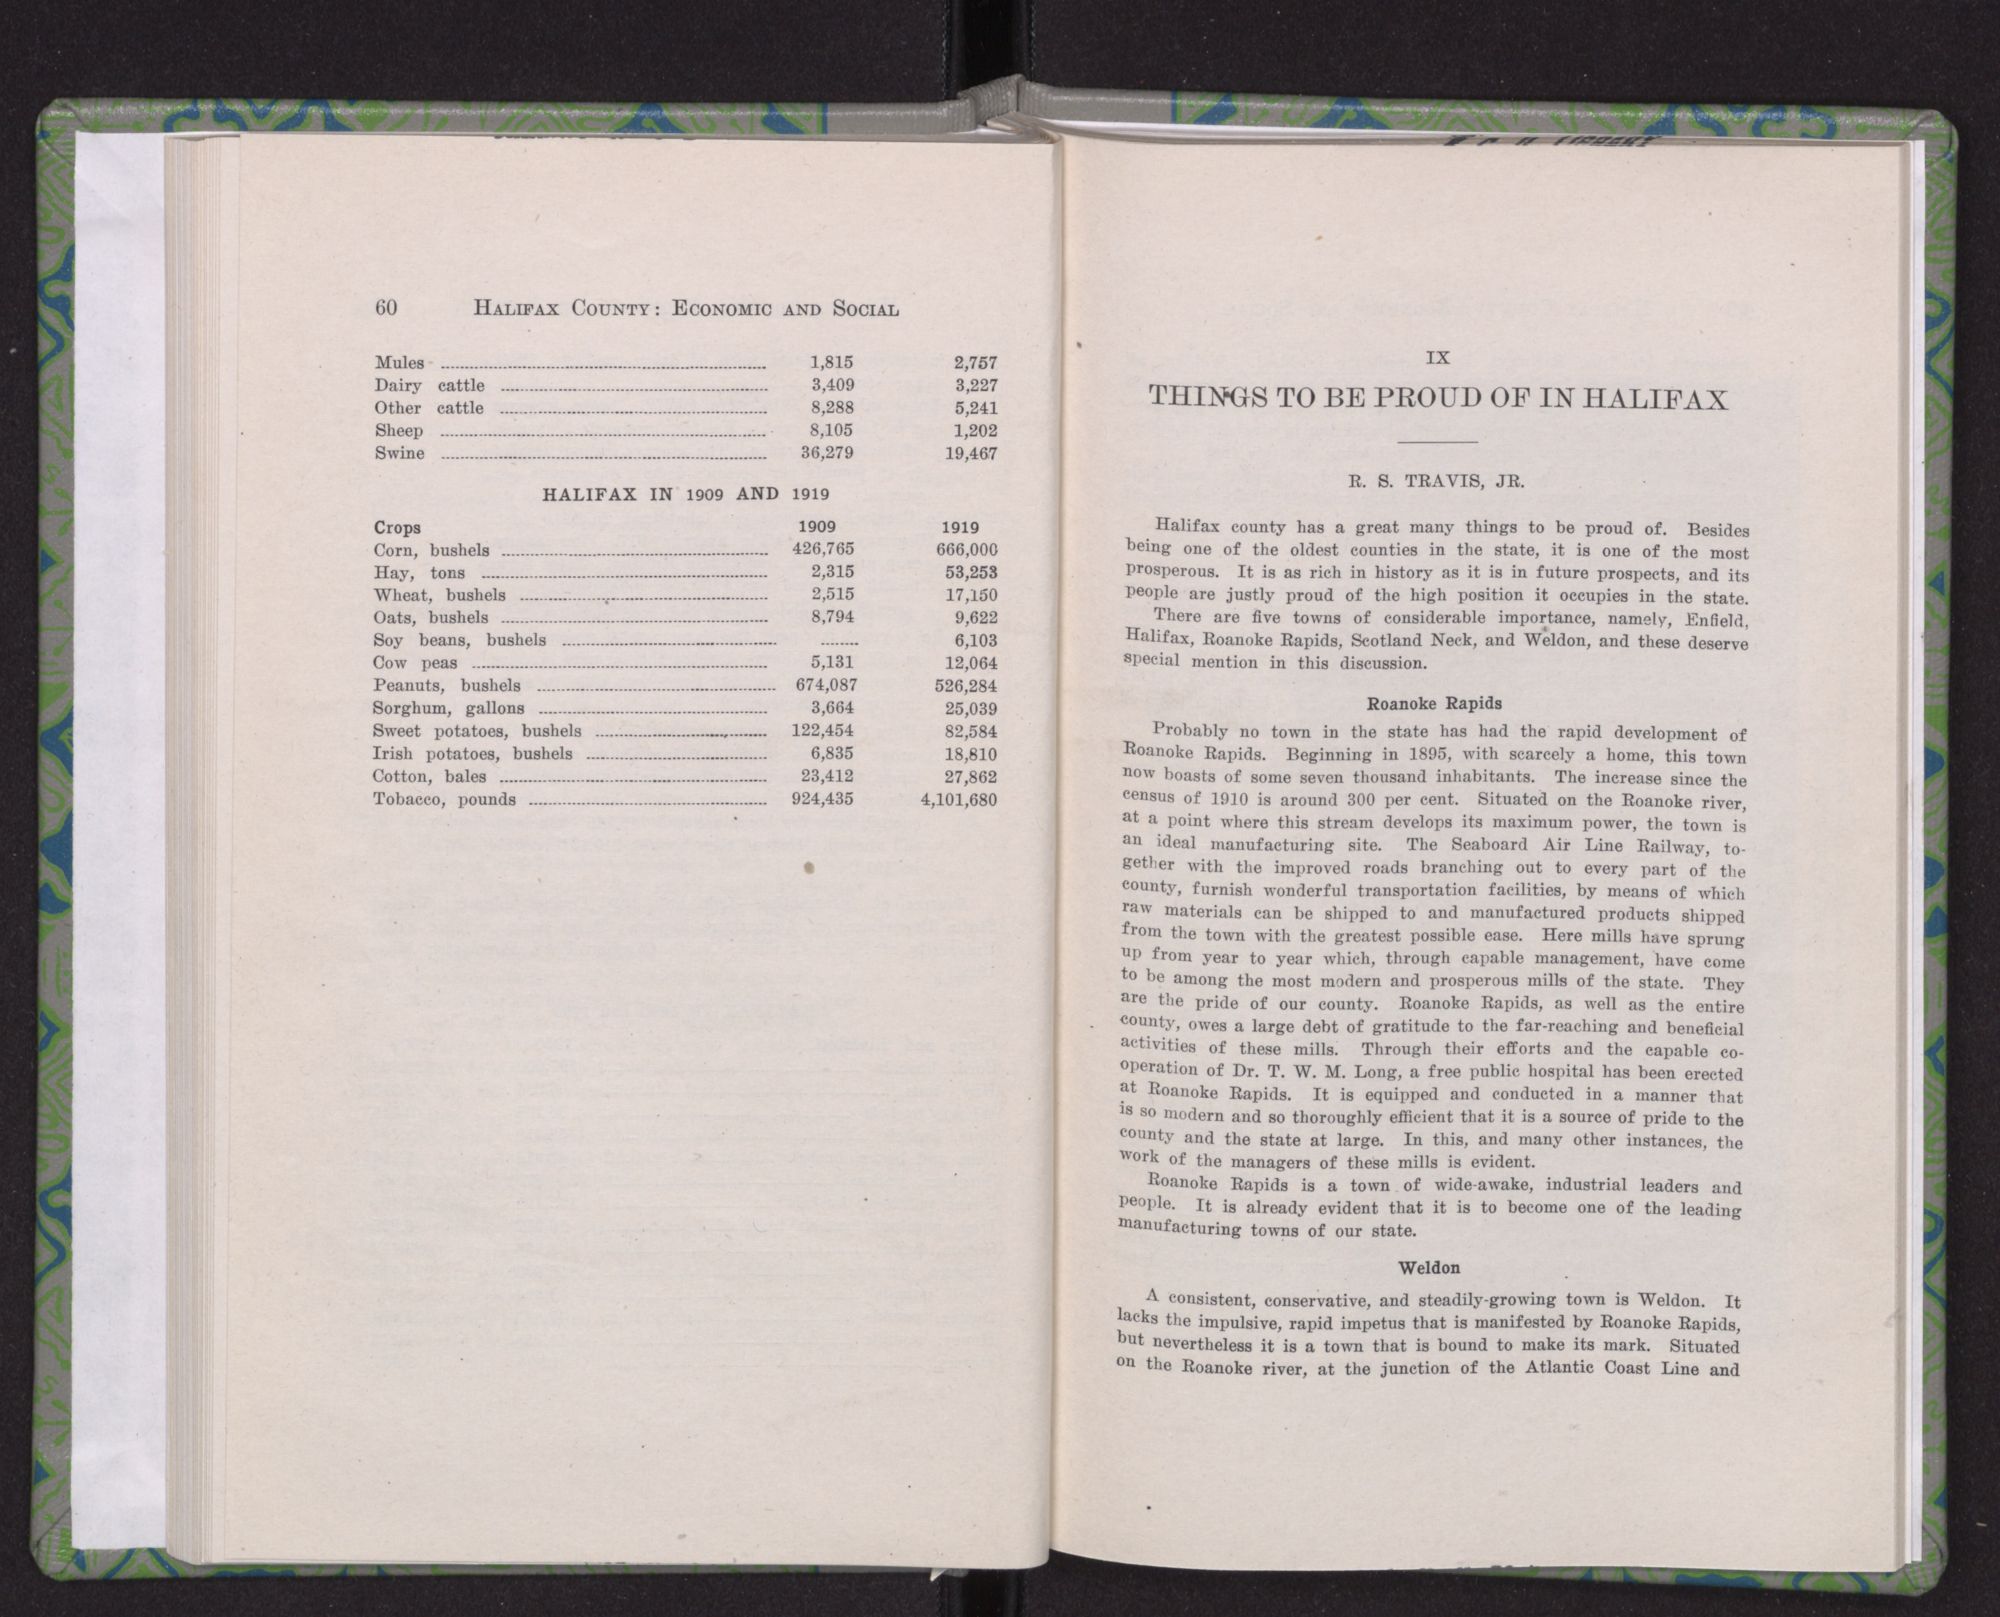 60 HALIFAX COUNTY: ECONOMIC AND SOCIAL
Mules 1,815 2,757
Dairy cattle 3,409 3,227
Other cattle 8,288 5,241
Sheep 8,105 1,202
Swine 36,279 19,467
HALIFAX IN 1909 AND 1919
Crops 1909 1919
Corn, bushels 426,765 666,000
Hay, tons 2,315 53,253
Wheat, bushels 2,515 17,150
Oats, bushels 8,794 9,622
Soy beans, bushels ........ 6,103
Cow peas 5,131 12,064
Peanuts, bushels 674,087 526,284
Sorghum, gallons 3,664 25,039
Sweet potatoes, bushels 122,454 82,584
Irish potatoes, bushels 6,835 18,810
Cotton, bales 23,412 27,862
Tobacco, pounds 924,435 4,101,680
IX
THINGS TO BE PROUD OF IN HALIFAX
R. S. TRAVIS, JR.
Halifax county has a great many things to be proud of. Besides
being one of the oldest counties in the state, it is one of the most
prosperous. It is as rich in history as it is in future prospects, and its
people are justly proud of the high position it occupies in the state.
There are five towns of considerable importance, namely, Enfield,
Halifax, Roanoke Rapids, Scotland Neck, and Weldon, and these deserve
special mention in this discussion.
Roanoke Rapids
Probably no town in the state has had the rapid development of
Roanoke Rapids. Beginning in 1895, with scarcely a home, this town
now boasts of some seven thousand inhabitants. The increase since the
census of 1910 is around 300 per cent. Situated on the Roanoke river,
at a point where this stream develops its maximum power, the town is
an ideal manufacturing site. The Seaboard Air Line Railway, to-
gether with the improved roads branching out to every part of the
county, furnish wonderful transportation facilities, by means of which
raw materials can be shipped to and manufactured products shipped
from the town with the greatest possible ease. Here mills have sprung
up from year to year which, through capable management, have come
to be among the most modern and prosperous mills of the state. They
are the pride of our county. Roanoke Rapids, as well as the entire
county, owes a large debt of gratitude to the far-reaching and beneficial
activities of these mills. Through their efforts and the capable co-
operation of Dr. T. W. M. Long, a free public hospital has been erected
at Roanoke Rapids. It is equipped and conducted in a manner that
is so modern and so thoroughly efficient that it is a source of pride to the
county and the state at large. In this, and many other instances, the
work of the managers of these mills is evident.
Roanoke Rapids is a town of wide-awake, industrial leaders and
people. It is already evident that it is to become one of the leading
manufacturing towns of our state.
Weldon
A consistent, conservative, and steadily-growing town is Weldon. It
lacks the impulsive, rapid impetus that is manifested by Roanoke Rapids,
but nevertheless it is a town that is bound to make its mark. Situated
on the Roanoke river, at the junction of the Atlantic Coast Line and